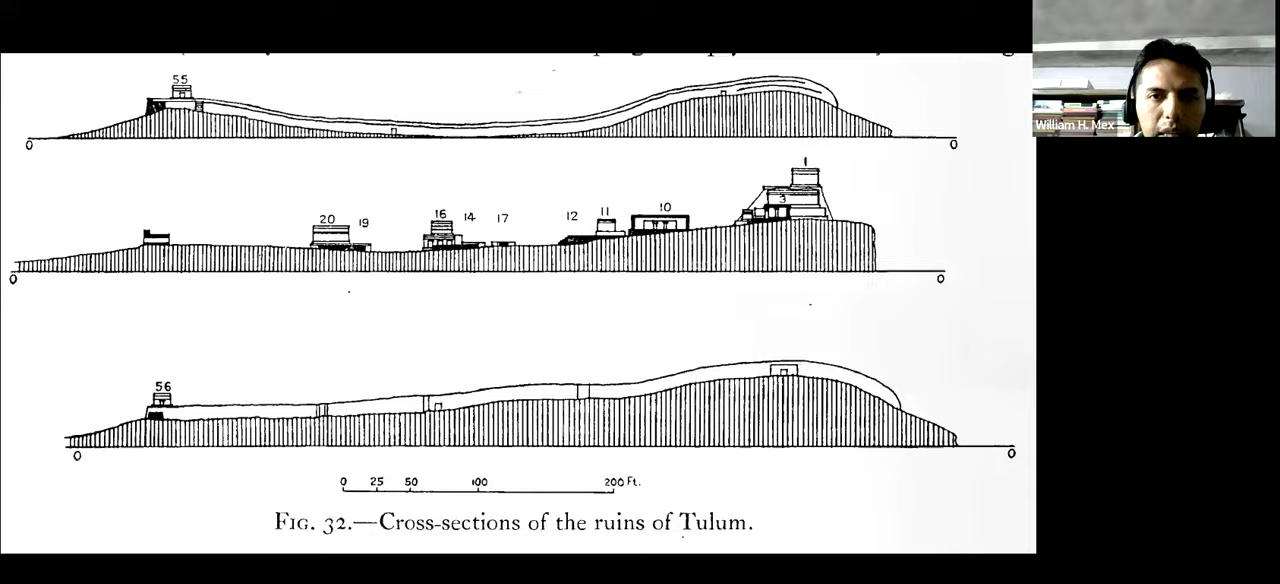 William H. Mex
55
0 0
1
3
20 19 16 14 17 12 11 10
0 0
56
0 0
0 25 50 100 200 Ft.
FIG. 32.—Cross-sections of the ruins of Tulum.